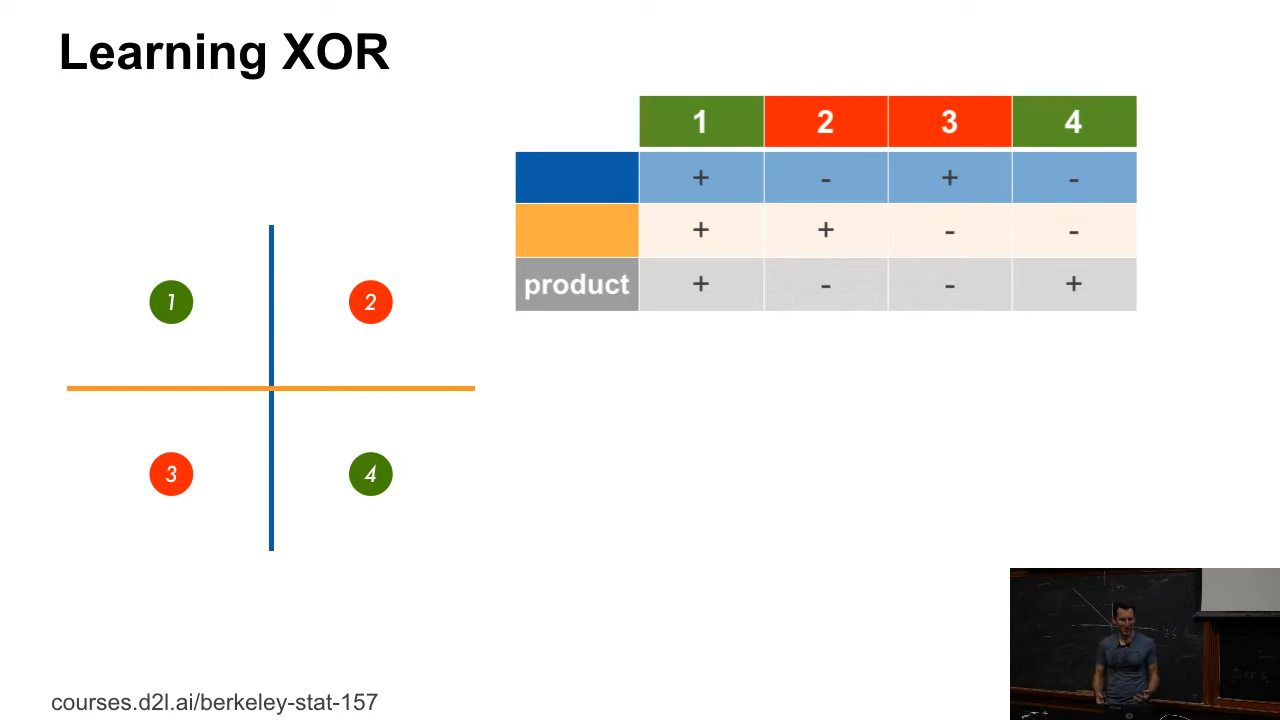 Learning XOR
1 2 3 4
+ - + -
+ + - -
product + - - +
1 2
3 4
courses.d2l.ai/berkeley-stat-157